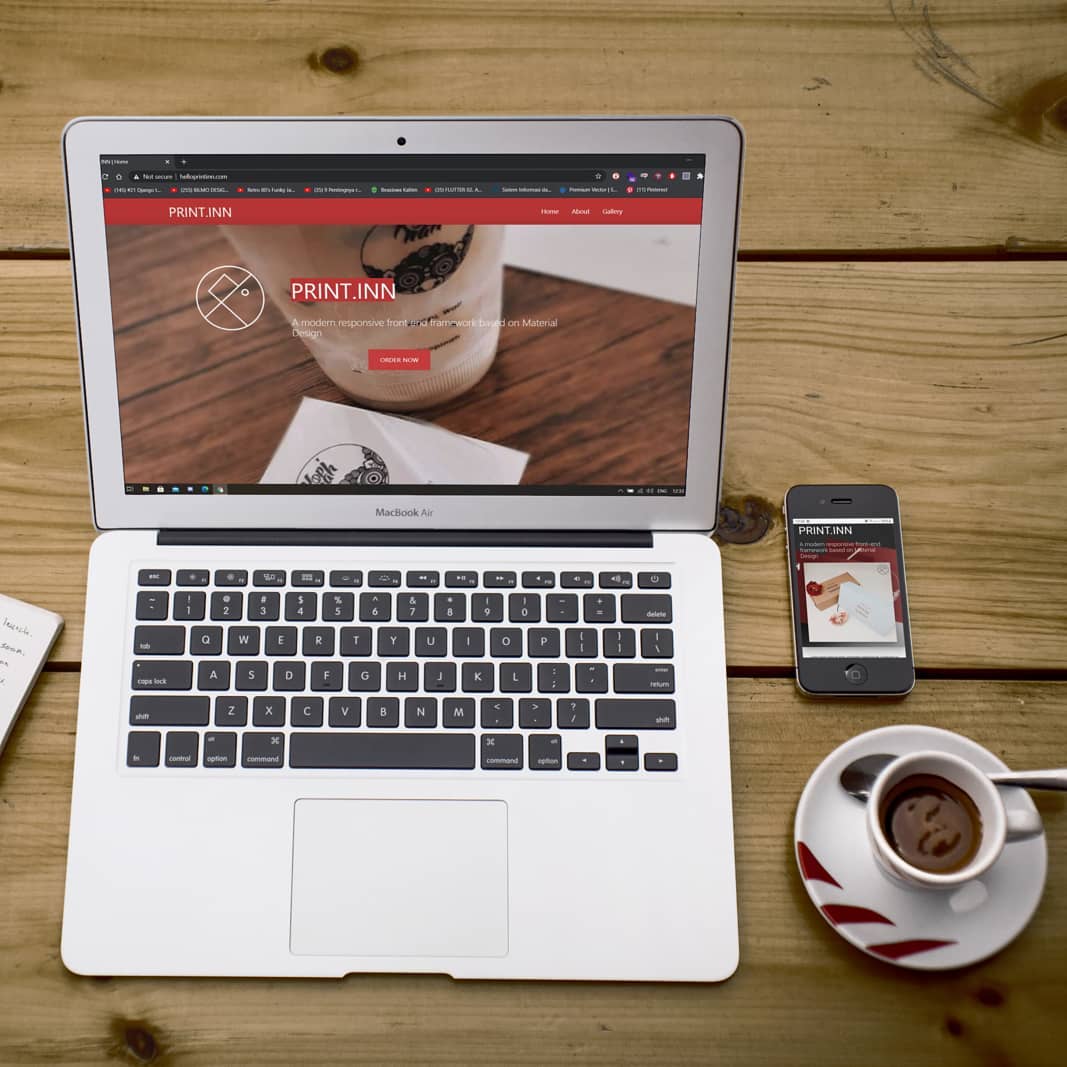 INN | Home
Not secure | helloprintinn.com
(145) #21 Django t...
(255) BILMO DESIG...
Retro 80's Funky Ja...
(35) 9 Pentingnya c...
Beasiswa Kaltim
(35) FLUTTER 02. A...
Sistem Informasi da...
Premium Vector | S...
(11) Pinterest
PRINT.INN
Home About Gallery
PRINT.INN
A modern responsive front-end framework based on Material
Design
ORDER NOW
ENG 12:33
MacBook Air
esc F1 F2 F3 F4 F5 F6 F7 F8 F9 F10 F11 F12
~ ! @ # $ % ^ & * ( ) _ +
` 1 2 3 4 5 6 7 8 9 0 - = delete
tab Q W E R T Y U I O P { [ } ] | \
caps lock A S D F G H J K L : ; " ' enter return
shift Z X C V B N M < , > . ? / shift
fn control alt option ⌘ command ⌘ command alt option
PRINT.INN
A modern responsive front-end
framework based on Material
Design
soon.